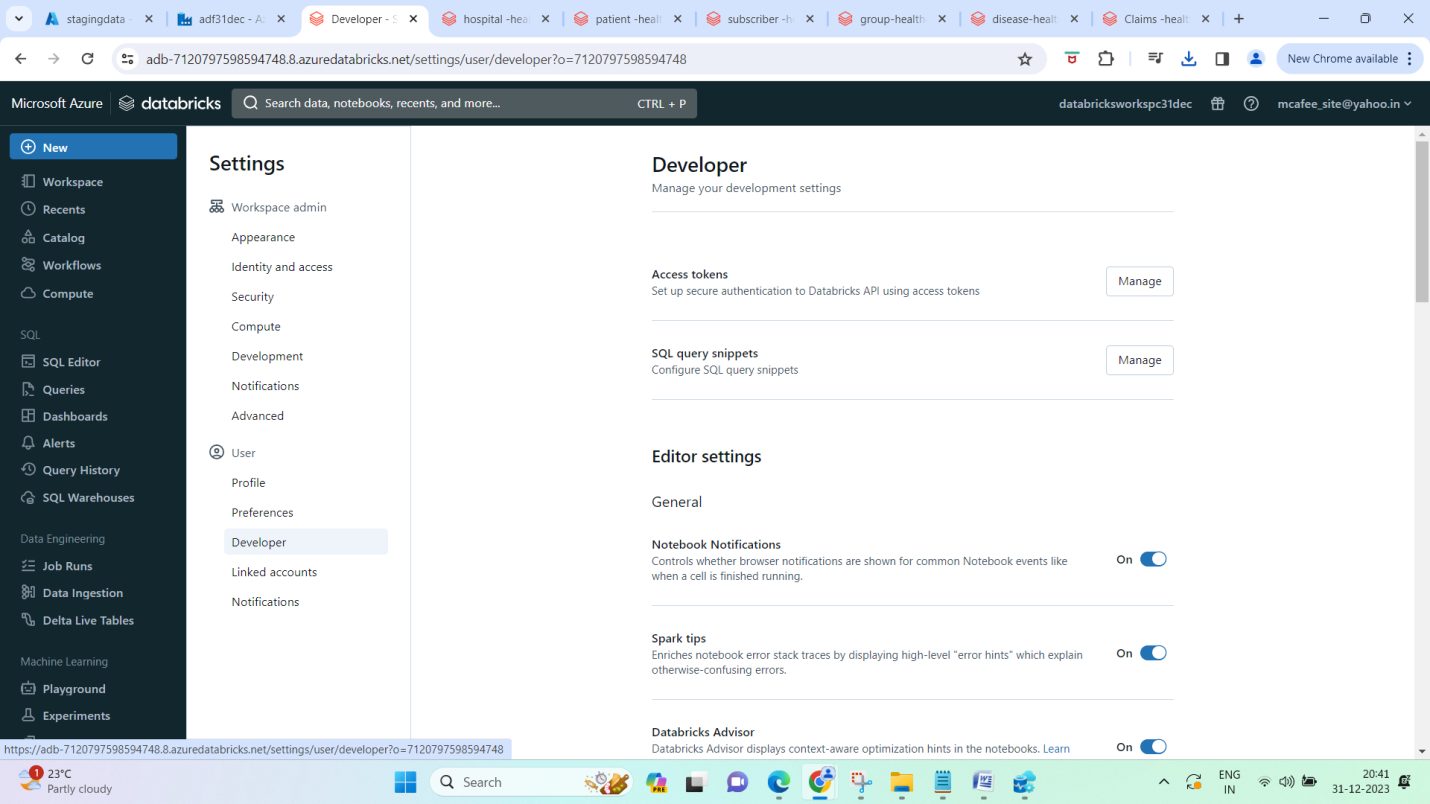 stagingdata -
adf31dec - A
Developer - S
hospital -hea
patient -healt
subscriber -h
group-health
disease-healt
Claims -healt
adb-7120797598594748.8.azuredatabricks.net/settings/user/developer?o=7120797598594748
New Chrome available
Microsoft Azure
databricks
Search data, notebooks, recents, and more...
CTRL + P
databricksworkspc31dec
mcafee_site@yahoo.in
New
Workspace
Recents
Catalog
Workflows
Compute
SQL
SQL Editor
Queries
Dashboards
Alerts
Query History
SQL Warehouses
Data Engineering
Job Runs
Data Ingestion
Delta Live Tables
Machine Learning
Playground
Experiments
Settings
Workspace admin
Appearance
Identity and access
Security
Compute
Development
Notifications
Advanced
User
Profile
Preferences
Developer
Linked accounts
Notifications
Developer
Manage your development settings
Access tokens
Set up secure authentication to Databricks API using access tokens
Manage
SQL query snippets
Configure SQL query snippets
Manage
Editor settings
General
Notebook Notifications
Controls whether browser notifications are shown for common Notebook events like
when a cell is finished running.
On
Spark tips
Enriches notebook error stack traces by displaying high-level "error hints" which explain
otherwise-confusing errors.
On
Databricks Advisor
Databricks Advisor displays context-aware optimization hints in the notebooks. Learn
On
https://adb-7120797598594748.8.azuredatabricks.net/settings/user/developer?o=7120797598594748
1
23°C
Partly cloudy
Search
PRE
ENG
IN
20:41
31-12-2023